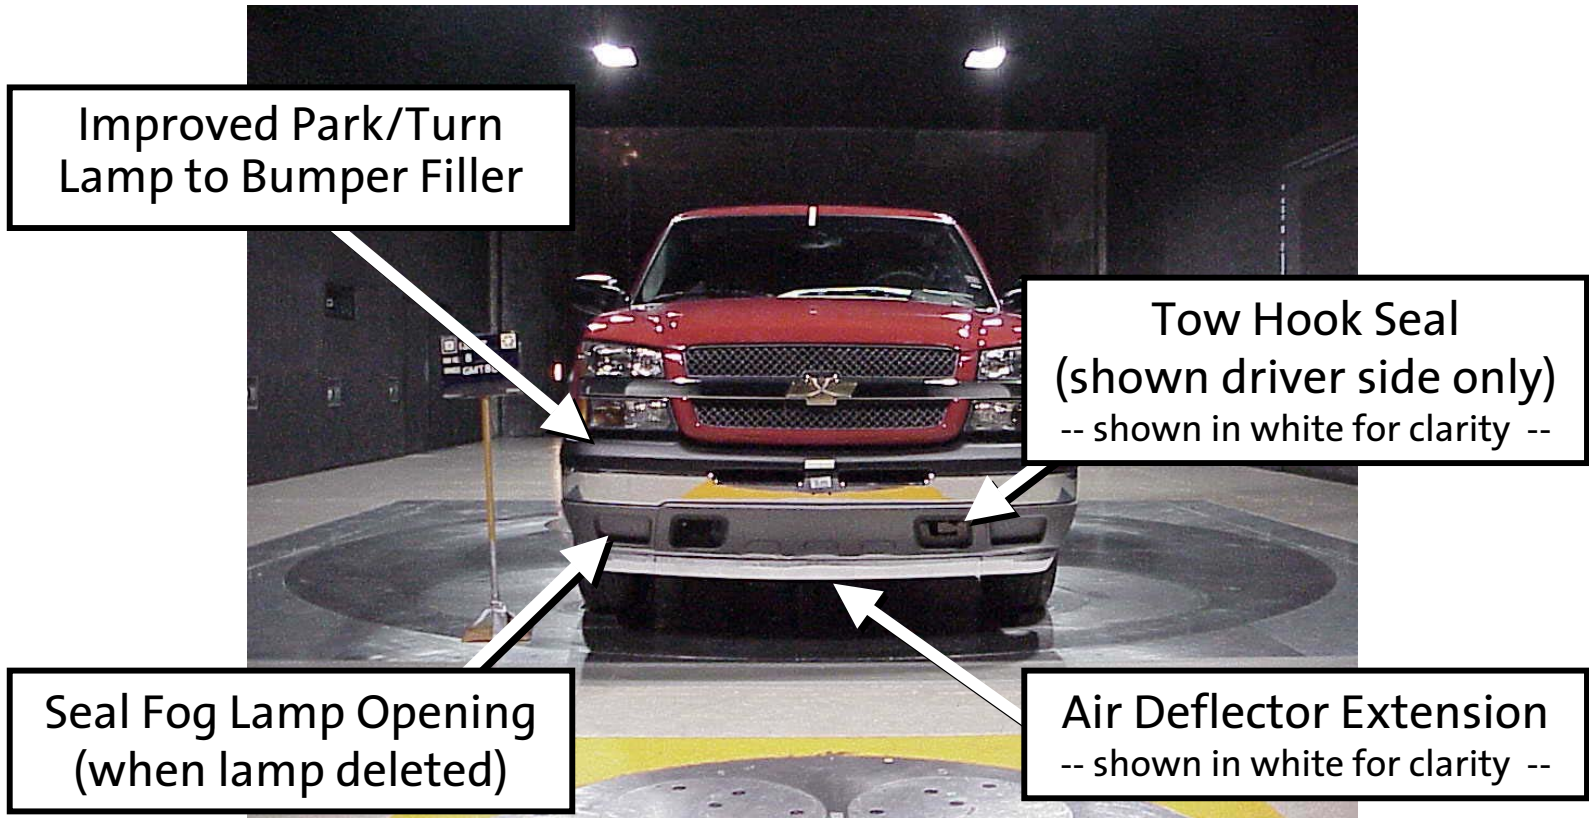 Improved Park/Turn
Lamp to Bumper Filler
Tow Hook Seal
(shown driver side only)
-- shown in white for clarity --
Seal Fog Lamp Opening
(when lamp deleted)
Air Deflector Extension
-- shown in white for clarity --